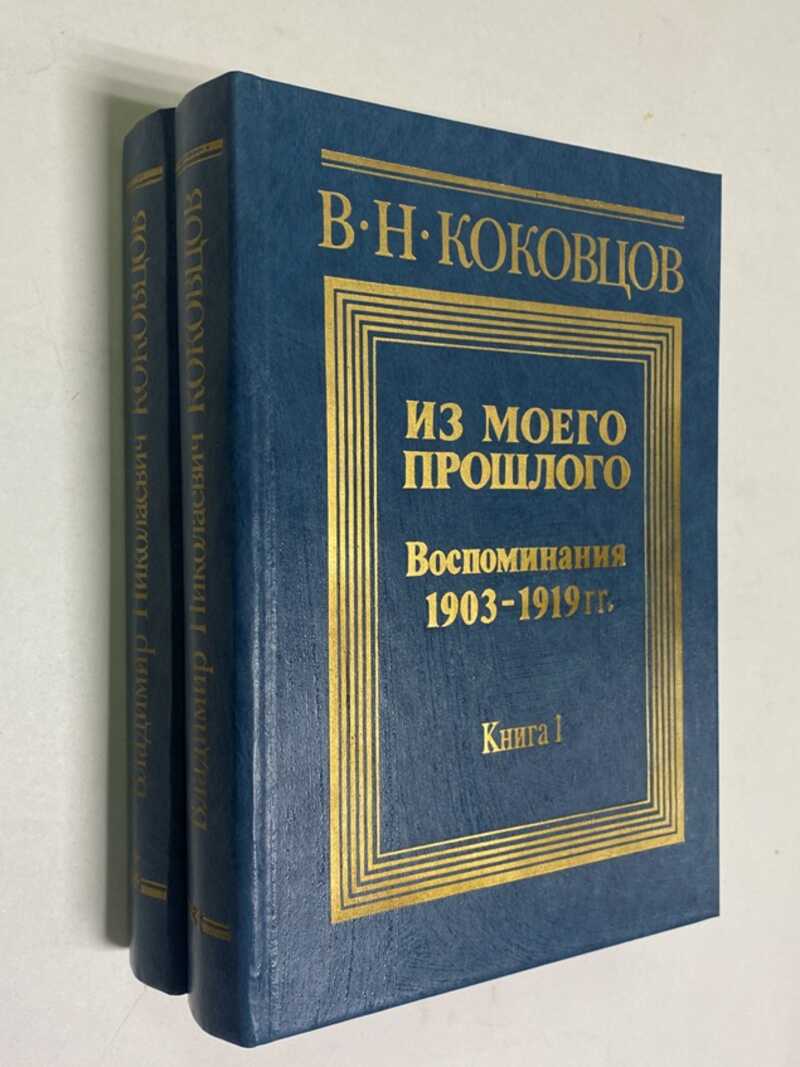 В·Н·КОКОВЦОВ
ИЗ МОЕГО
ПРОШЛОГО
Воспоминания
1903-1919 гг.
Книга 1
Владимир Николаевич КОКОВЦОВ
Владимир Николаевич КОКОВЦОВ